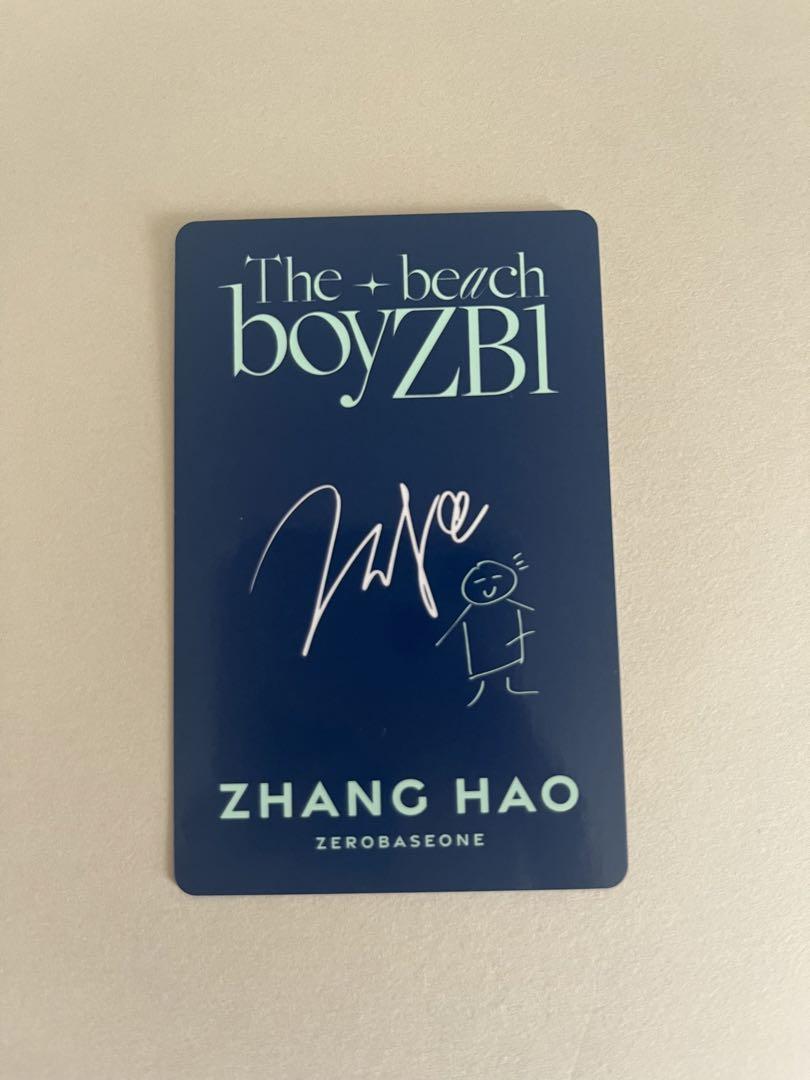 The beach
boyZB1
ZHANG HAO
ZEROBASEONE